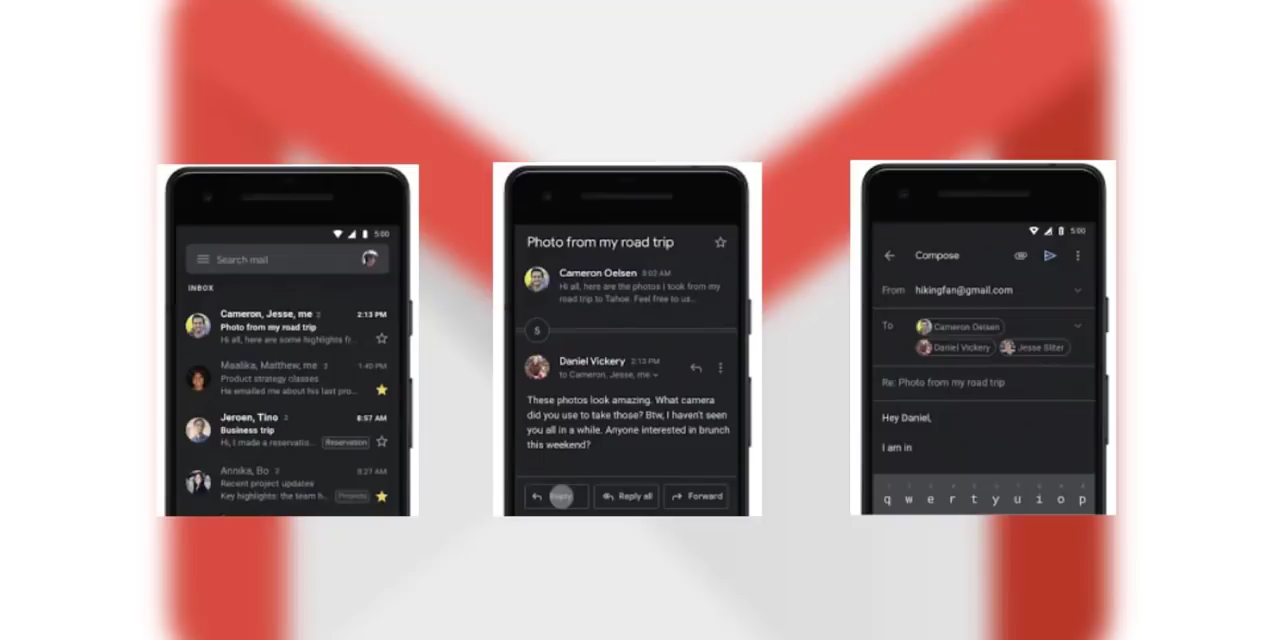 5:00
Search mail
INBOX
Cameron, Jesse, me 2
2:13 PM
Photo from my road trip
Hi all, here are some highlights fr...
Maalika, Matthew, me
1:40 PM
Product strategy classes
He emailed me about his last pro...
Jeroen, Tino 2
8:57 AM
Business trip
Hi, I made a reservatio... Reservation
Annika, Bo
8:27 AM
Recent project updates
Key highlights: the team h... Projects
Photo from my road trip
Cameron Oelsen 8:02 AM
Hi all, here are the photos I took from my
road trip to Tahoe. Feel free to us...
5
Daniel Vickery 2:13 PM
to Cameron, Jesse, me
These photos look amazing. What camera
did you use to take those? Btw, I haven't seen
you all in a while. Anyone interested in brunch
this weekend?
Reply Reply all Forward
5:00
Compose
From hikingfan@gmail.com
To Cameron Oelsen
Daniel Vickery Jesse Slitter
Re: Photo from my road trip
Hey Daniel,
I am in
q w e r t y u i o p